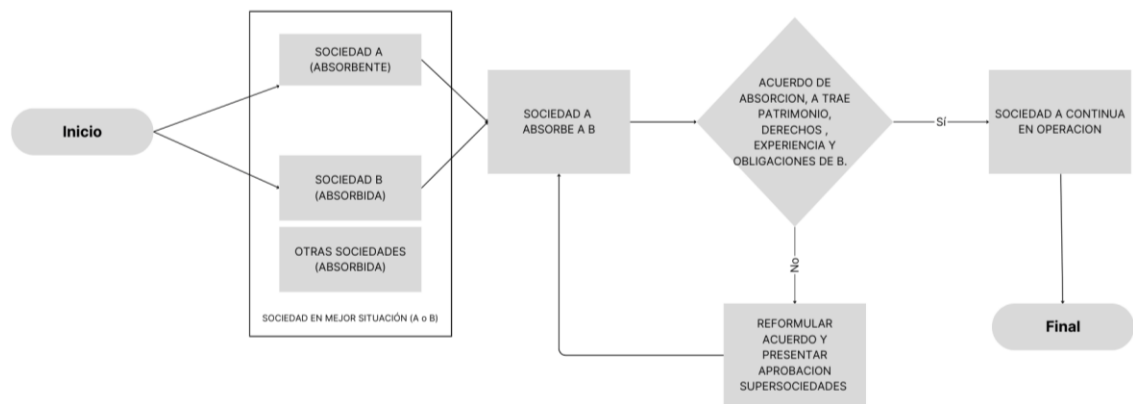 Inicio
SOCIEDAD A
(ABSORBENTE)
SOCIEDAD B
(ABSORBIDA)
OTRAS SOCIEDADES
(ABSORBIDA)
SOCIEDAD EN MEJOR SITUACIÓN (A o B)
SOCIEDAD A
ABSORBE A B
ACUERDO DE
ABSORCION, A TRAE
PATRIMONIO,
DERECHOS ,
EXPERIENCIA Y
OBLIGACIONES DE B.
Sí
No
REFORMULAR
ACUERDO Y
PRESENTAR
APROBACION
SUPERSOCIEDADES
SOCIEDAD A CONTINUA
EN OPERACION
Final